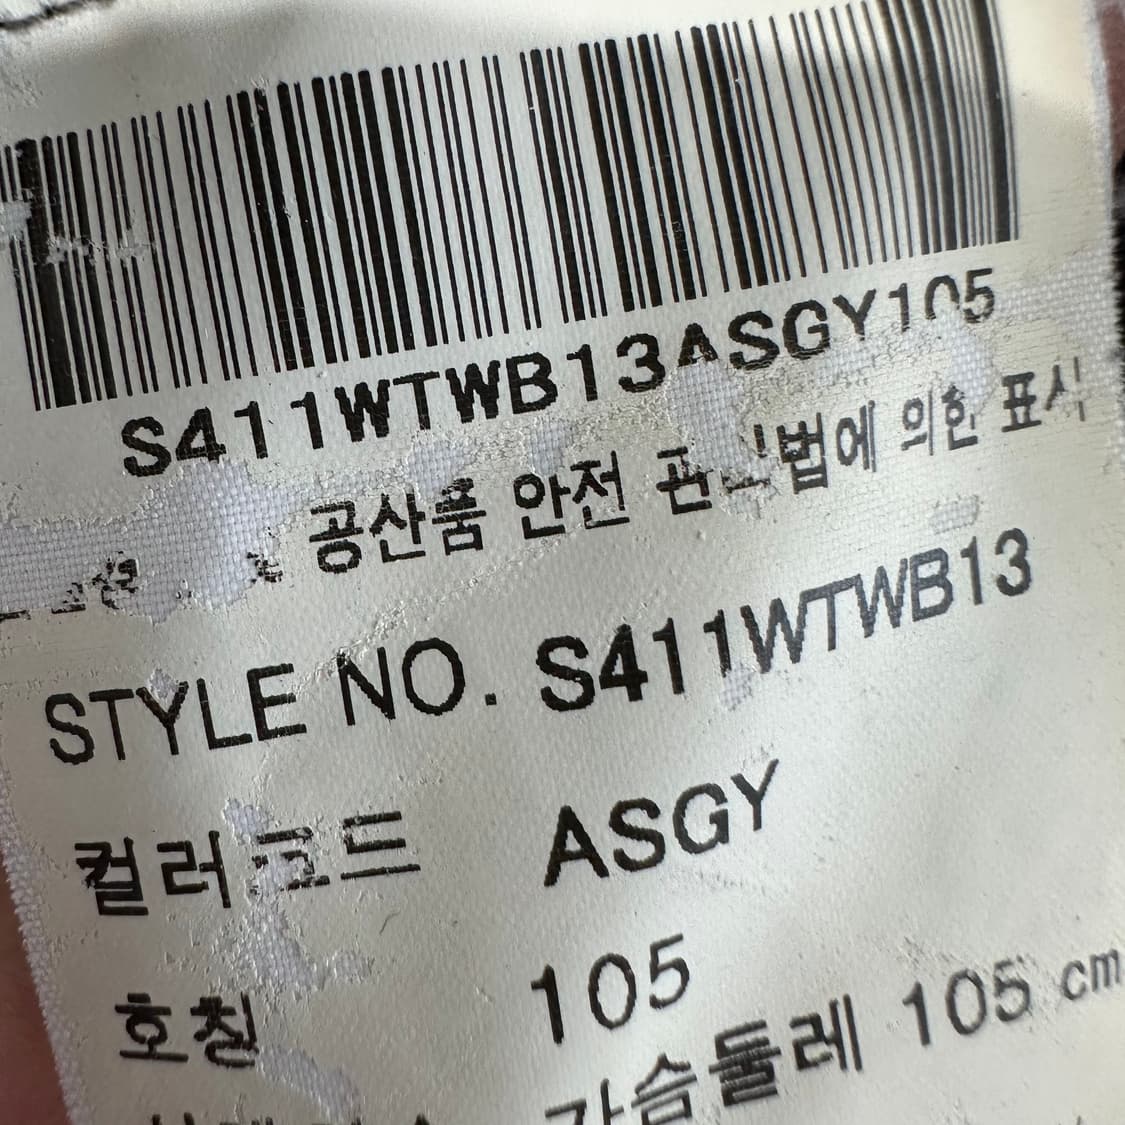 S411WTWB13ASGY105
공산품 안전 법에 의한 표시
STYLE NO. S411WTWB13
컬러코드 ASGY
호칭 105
가슴둘레 105 cm